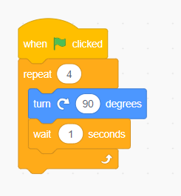 when clicked
repeat 4
turn 90 degrees
wait 1 seconds